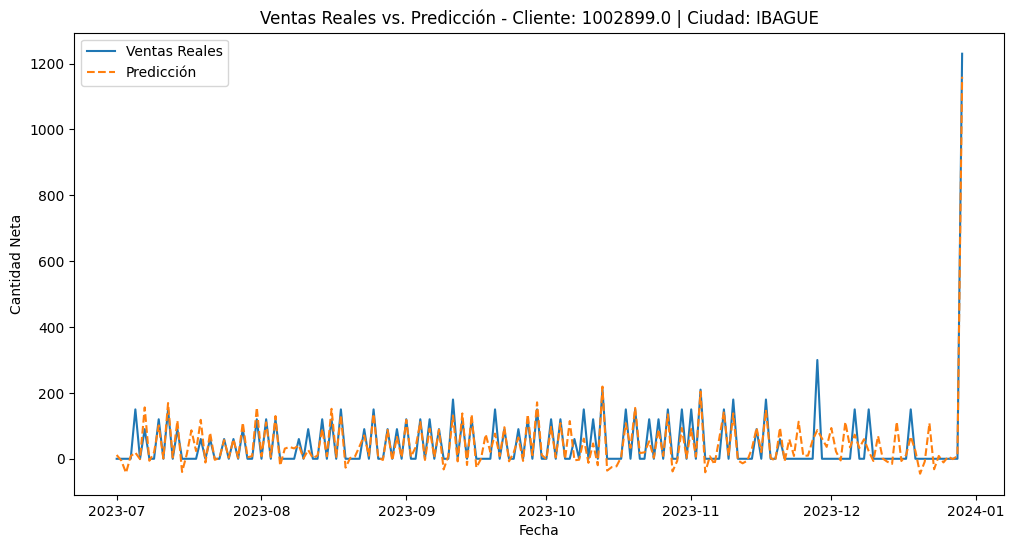 Ventas Reales vs. Predicción - Cliente: 1002899.0 | Ciudad: IBAGUE
Ventas Reales
Predicción
Cantidad Neta
1200
1000
800
600
400
200
0
2023-07
2023-08
2023-09
2023-10
2023-11
2023-12
2024-01
Fecha